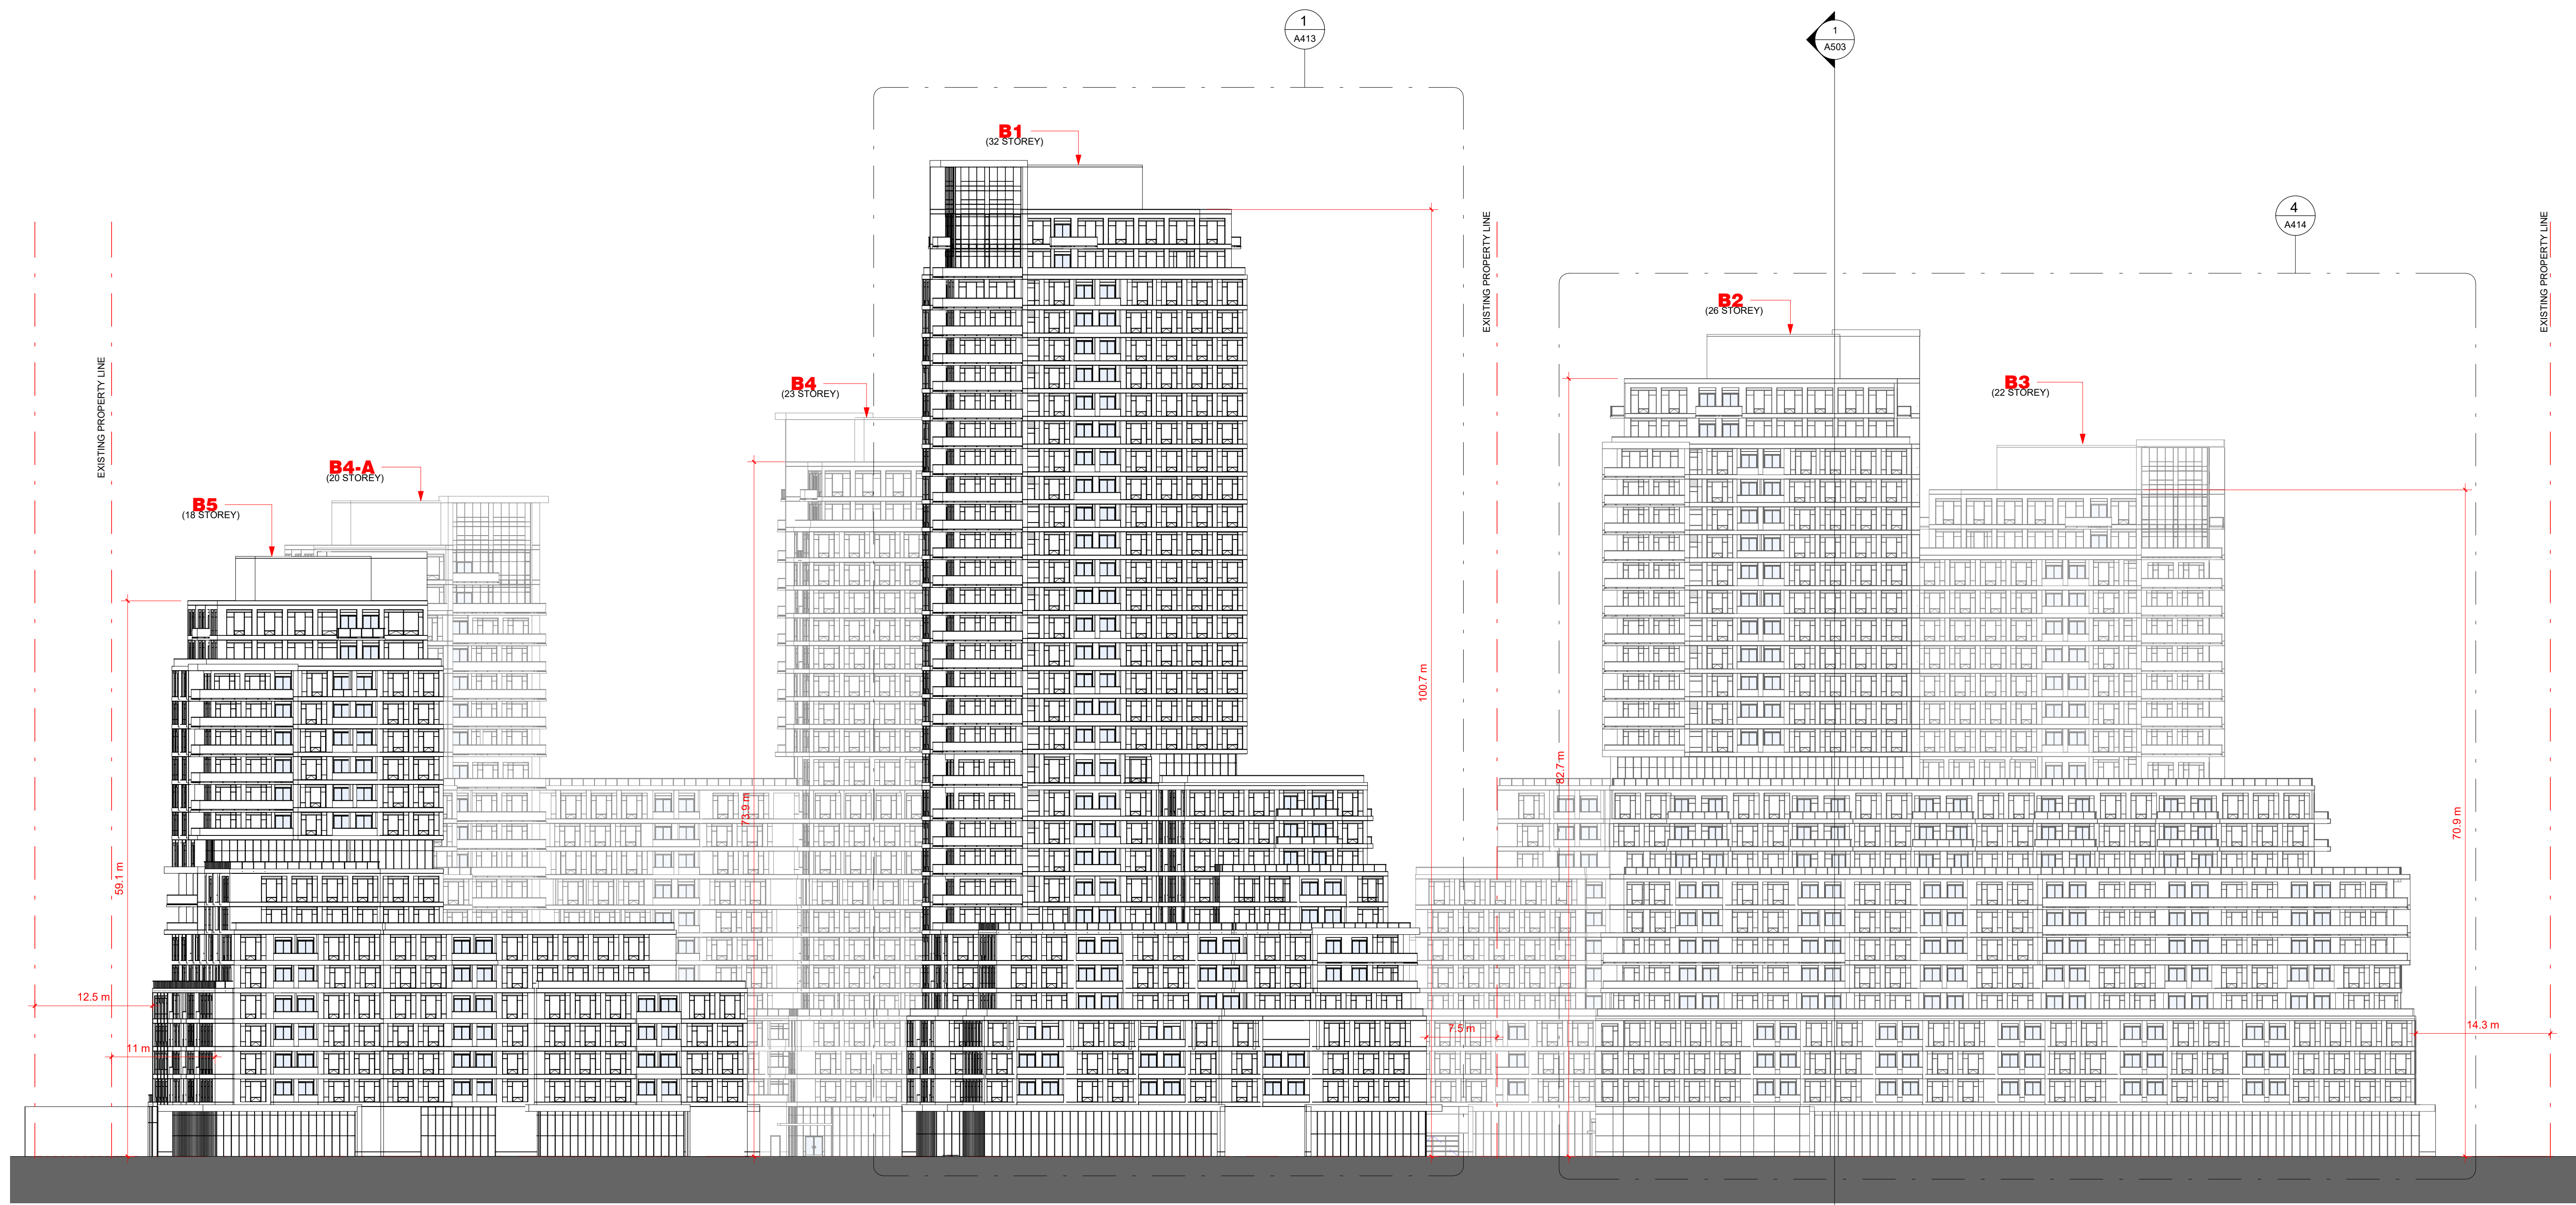 1
A413
1
A503
B1
(32 STOREY)
4
A414
EXISTING PROPERTY LINE
EXISTING PROPERTY LINE
B2
(26 STOREY)
EXISTING PROPERTY LINE
B4
(23 STOREY)
B3
(22 STOREY)
B4-A
(20 STOREY)
B5
(18 STOREY)
100.7 m
82.7 m
73.9 m
70.9 m
59.1 m
12.5 m
11 m
7.5 m
14.3 m